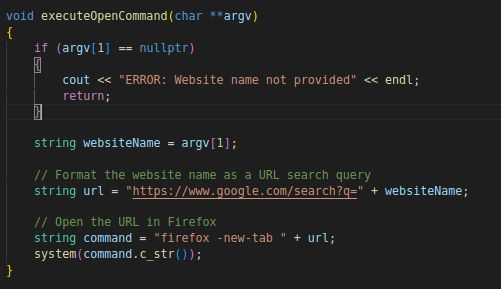 void executeOpenCommand(char **argv)
{
    if (argv[1] == nullptr)
    {
        cout << "ERROR: Website name not provided" << endl;
        return;
    }
    string websiteName = argv[1];
    // Format the website name as a URL search query
    string url = "https://www.google.com/search?q=" + websiteName;
    // Open the URL in Firefox
    string command = "firefox -new-tab " + url;
    system(command.c_str());
}